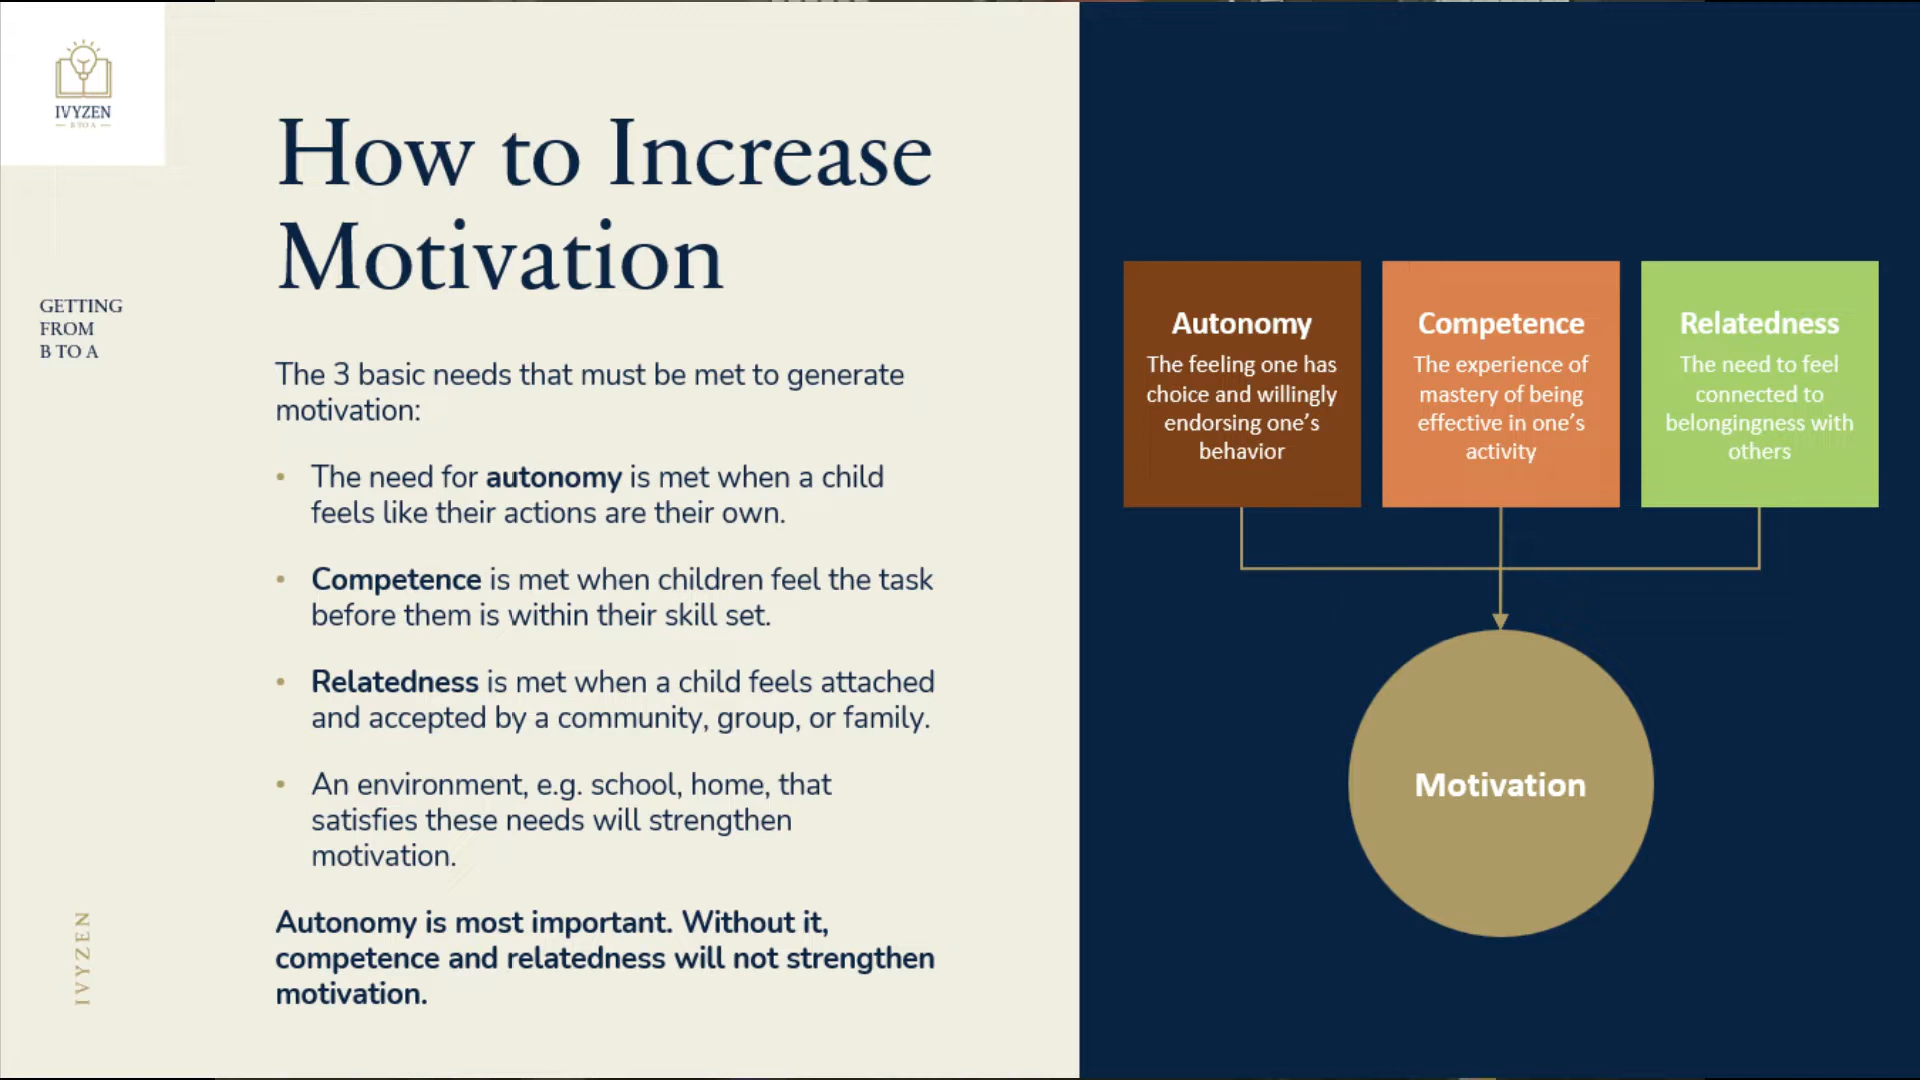 IVYZEN
B TO A
How to Increase
Motivation
GETTING
FROM
B TO A
The 3 basic needs that must be met to generate
motivation:
• The need for autonomy is met when a child
feels like their actions are their own.
• Competence is met when children feel the task
before them is within their skill set.
• Relatedness is met when a child feels attached
and accepted by a community, group, or family.
• An environment, e.g. school, home, that
satisfies these needs will strengthen
motivation.
Autonomy is most important. Without it,
competence and relatedness will not strengthen
motivation.
IVYZEN
Autonomy
The feeling one has
choice and willingly
endorsing one's
behavior
Competence
The experience of
mastery of being
effective in one's
activity
Relatedness
The need to feel
connected to
belongingness with
others
Motivation